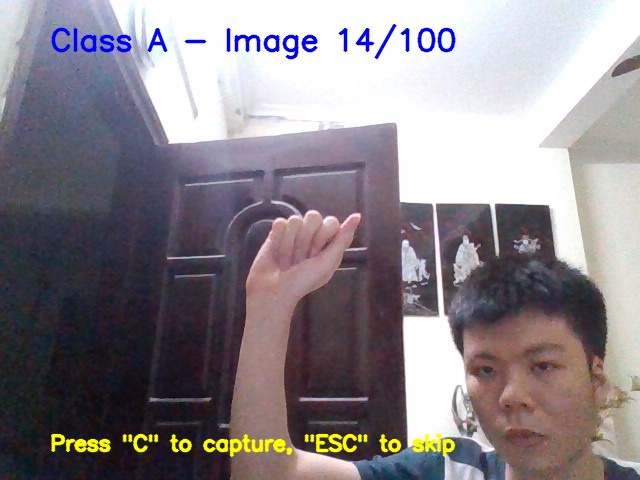 Class A - Image 14/100
Press "C" to capture, "ESC" to skip